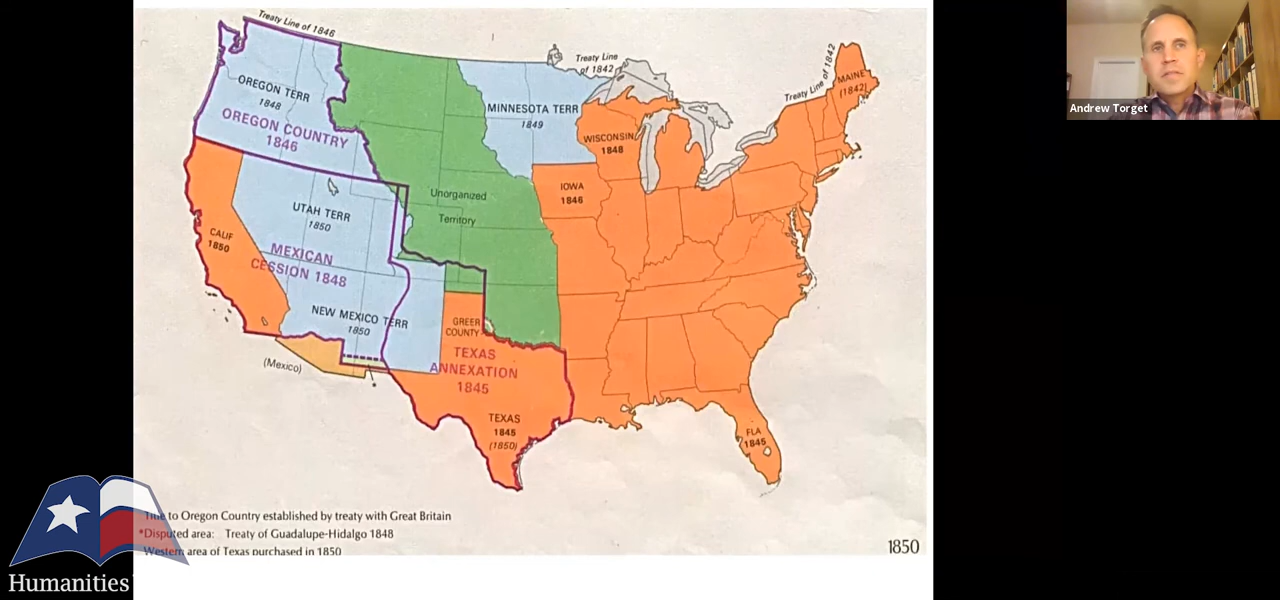 Treaty Line of 1846
Treaty Line
of 1842
Treaty Line of 1842
MAINE
(1842)
OREGON TERR
1848
OREGON COUNTRY
1846
MINNESOTA TERR
1849
WISCONSIN
1848
Unorganized
Territory
IOWA
1846
UTAH TERR
1850
CALIF
1850
MEXICAN
CESSION 1848
NEW MEXICO TERR
1850
GREER
COUNTY
(Mexico)
TEXAS
ANNEXATION
1845
TEXAS
1845
(1850)
FLA
1845
Title to Oregon Country established by treaty with Great Britain
*Disputed area: Treaty of Guadalupe-Hidalgo 1848
Western area of Texas purchased in 1850
1850
Andrew Torget
Humanities